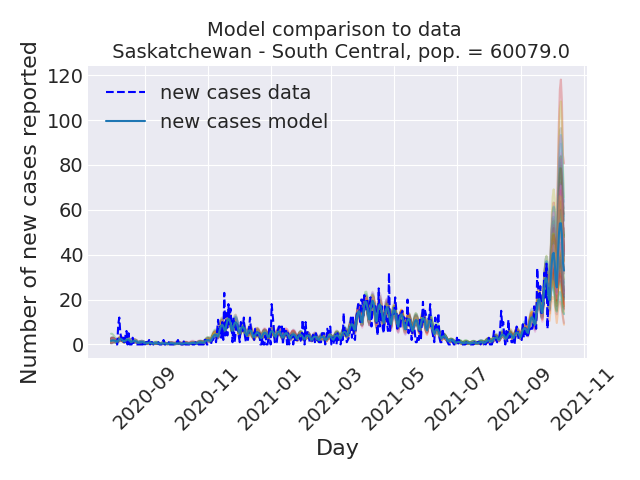 Model comparison to data
Saskatchewan - South Central, pop. = 60079.0
Number of new cases reported
120
100
80
60
40
20
0
new cases data
new cases model
2020-09
2020-11
2021-01
2021-03
2021-05
2021-07
2021-09
2021-11
Day